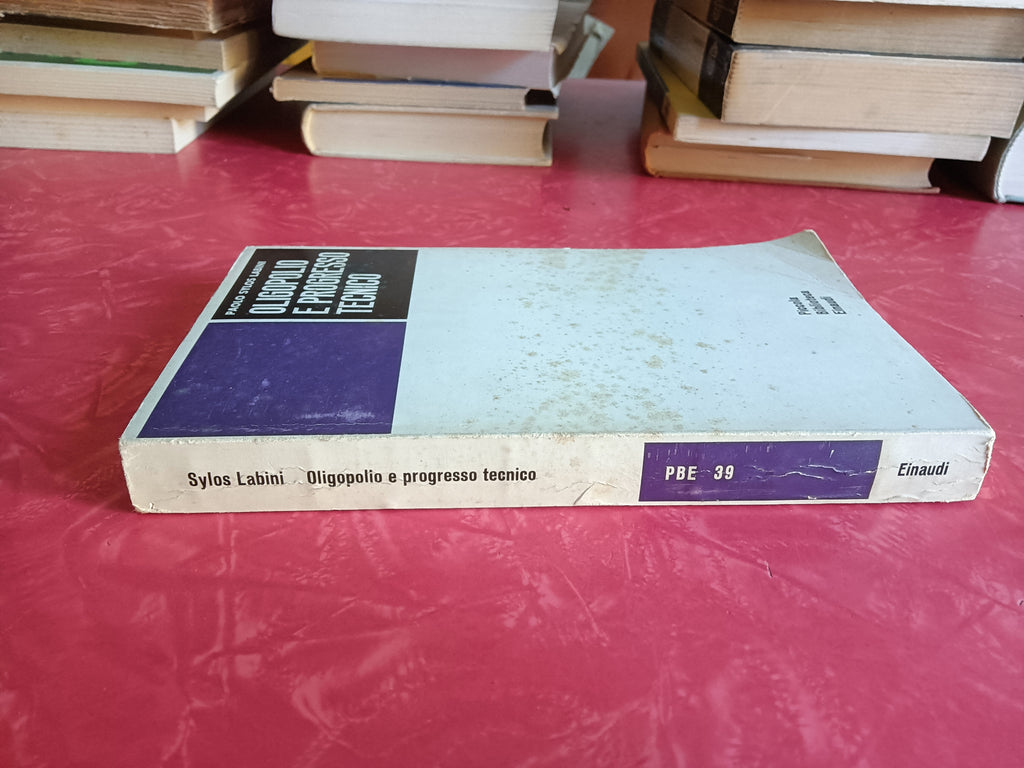 PAOLO SYLOS LABINI
OLIGOPOLIO
E PROGRESSO
TECNICO
Piccola
Biblioteca
Einaudi
Sylos Labini Oligopolio e progresso tecnico
PBE 39
Einaudi